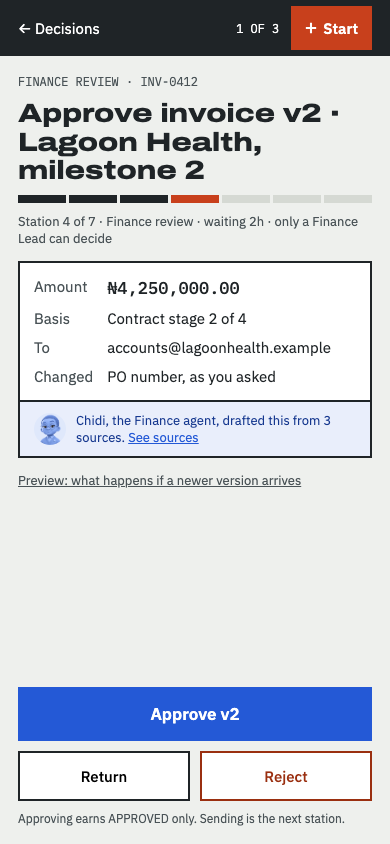 ← Decisions
1 OF 3
+ Start
FINANCE REVIEW · INV-0412
Approve invoice v2 ·
Lagoon Health,
milestone 2
Station 4 of 7 · Finance review · waiting 2h · only a Finance
Lead can decide
Amount ₦4,250,000.00
Basis Contract stage 2 of 4
To accounts@lagoonhealth.example
Changed PO number, as you asked
Chidi, the Finance agent, drafted this from 3
sources. See sources
Preview: what happens if a newer version arrives
Approve v2
Return
Reject
Approving earns APPROVED only. Sending is the next station.